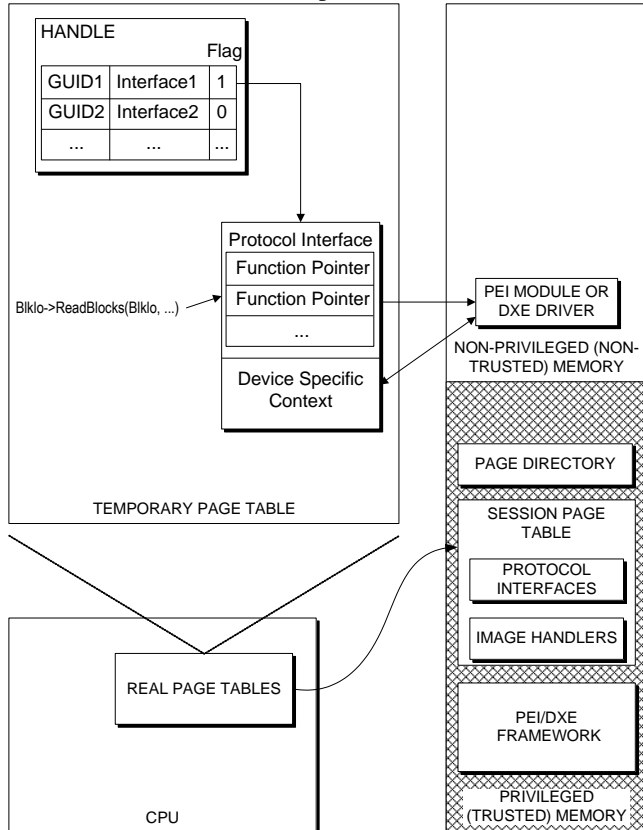 HANDLE
Flag
GUID1 Interface1 1
GUID2 Interface2 0
... ... ...
Protocol Interface
Function Pointer
Function Pointer
...
Device Specific
Context
BlkIo->ReadBlocks(BlkIo, ...)
TEMPORARY PAGE TABLE
PEI MODULE OR
DXE DRIVER
NON-PRIVILEGED (NON-
TRUSTED) MEMORY
PAGE DIRECTORY
SESSION PAGE
TABLE
PROTOCOL
INTERFACES
IMAGE HANDLERS
PEI/DXE
FRAMEWORK
PRIVILEGED
(TRUSTED) MEMORY
REAL PAGE TABLES
CPU